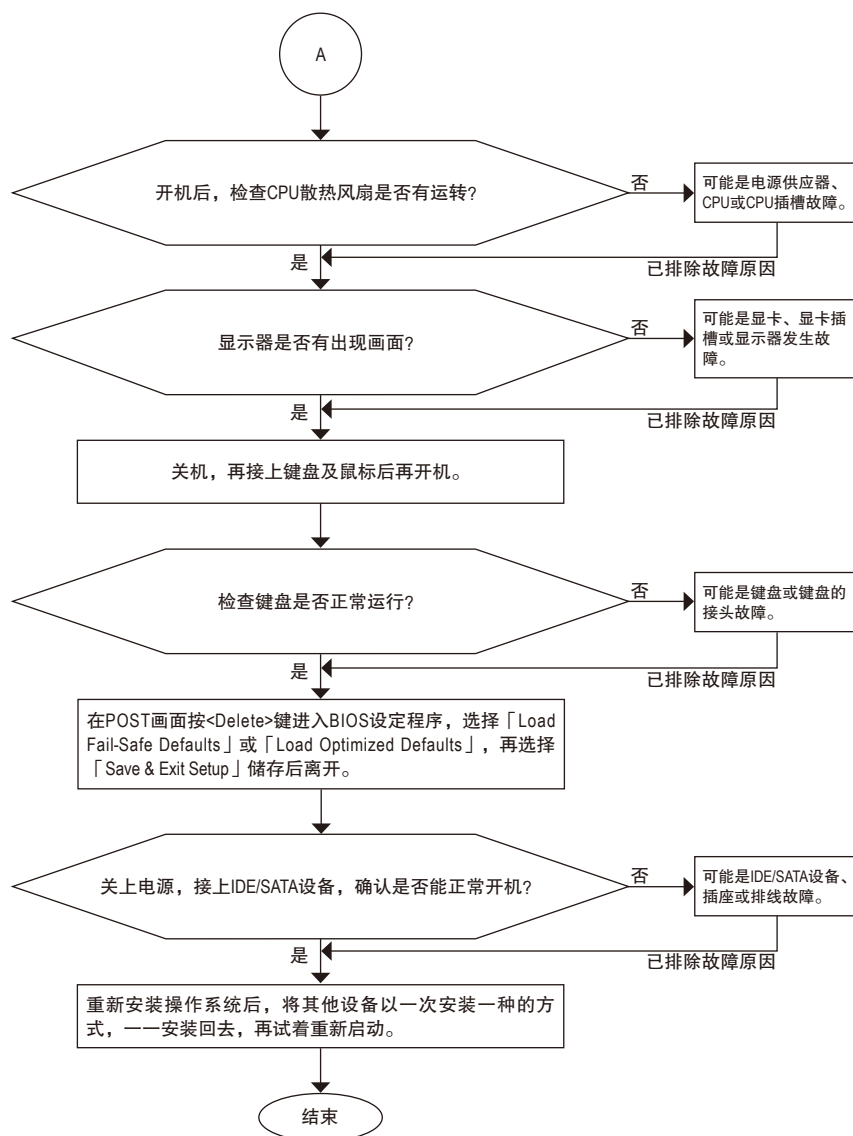 A
开机后，检查CPU散热风扇是否有运转?
否
可能是电源供应器、
CPU或CPU插槽故障。
是
已排除故障原因
显示器是否有出现画面?
否
可能是显卡、显卡插
槽或显示器发生故
障。
是
已排除故障原因
关机，再接上键盘及鼠标后再开机。
检查键盘是否正常运行?
否
可能是键盘或键盘的
接头故障。
是
已排除故障原因
在POST画面按<Delete>键进入BIOS设定程序，选择「Load
Fail-Safe Defaults」或「Load Optimized Defaults」，再选择
「Save & Exit Setup」储存后离开。
关上电源，接上IDE/SATA设备，确认是否能正常开机?
否
可能是IDE/SATA设备、
插座或排线故障。
是
已排除故障原因
重新安装操作系统后，将其他设备以一次安装一种的方
式，一一安装回去，再试着重新启动。
结束